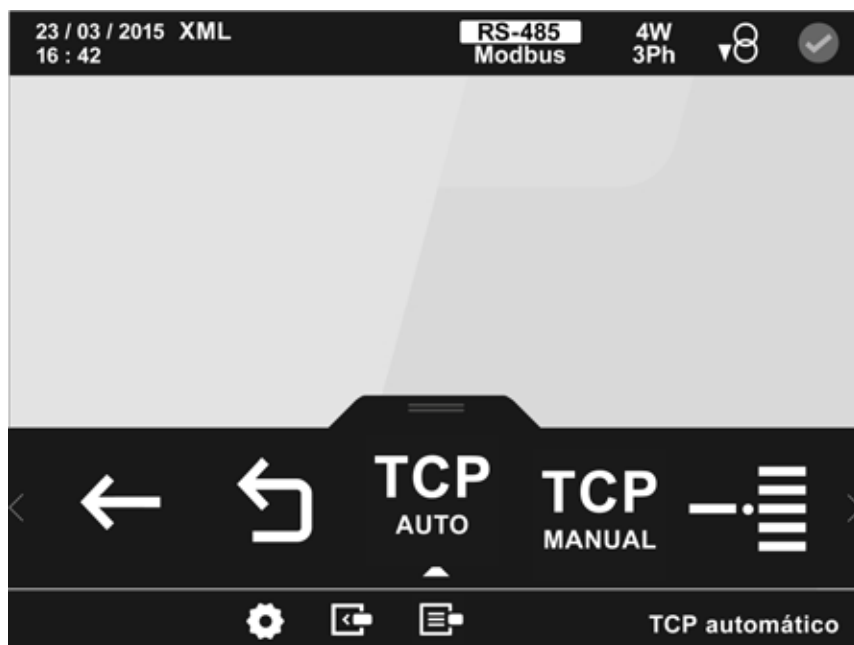 23 / 03 / 2015 XML
16 : 42
RS-485
Modbus
4W
3Ph
TCP
AUTO
TCP
MANUAL
TCP automático